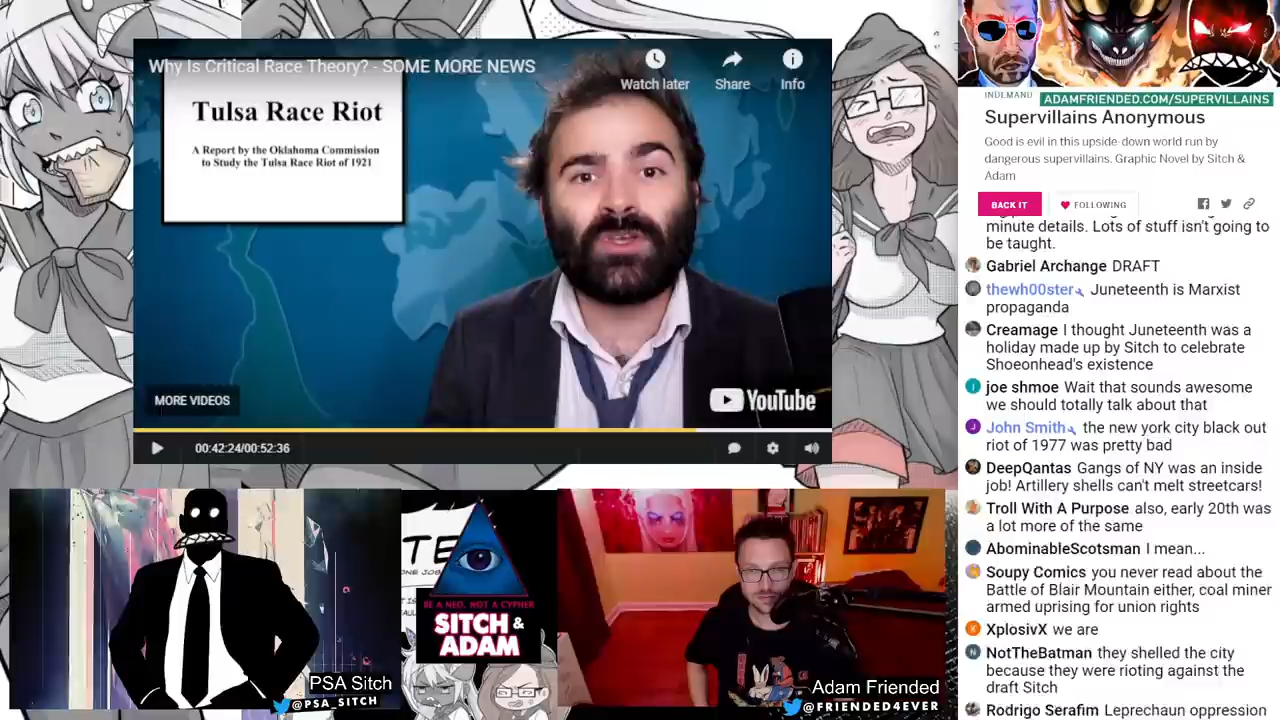 Why Is Critical Race Theory? - SOME MORE NEWS
Watch later
Share
Info
Tulsa Race Riot
A Report by the Oklahoma Commission
to Study the Tulsa Race Riot of 1921
MORE VIDEOS
YouTube
00:42:24/00:52:36
BE A NEO, NOT A CYPHER
SITCH &
ADAM
PSA Sitch
@PSA_SITCH
Adam Friended
@FRIENDED4EVER
INDEMAND
ADAMFRIENDED.COM/SUPERVILLAINS
Supervillains Anonymous
Good is evil in this upside-down world run by
dangerous supervillains. Graphic Novel by Sitch &
Adam
BACK IT
FOLLOWING
minute details. Lots of stuff isn't going to
be taught.
Gabriel Archange DRAFT
thewh00ster Juneteenth is Marxist
propaganda
Creamage I thought Juneteenth was a
holiday made up by Sitch to celebrate
Shoeonhead's existence
joe shmoe Wait that sounds awesome
we should totally talk about that
John Smith the new york city black out
riot of 1977 was pretty bad
DeepQantas Gangs of NY was an inside
job! Artillery shells can't melt streetcars!
Troll With A Purpose also, early 20th was
a lot more of the same
AbominableScotsman I mean...
Soupy Comics you never read about the
Battle of Blair Mountain either, coal miner
armed uprising for union rights
XplosivX we are
NotTheBatman they shelled the city
because they were rioting against the
draft Sitch
Rodrigo Serafim Leprechaun oppression